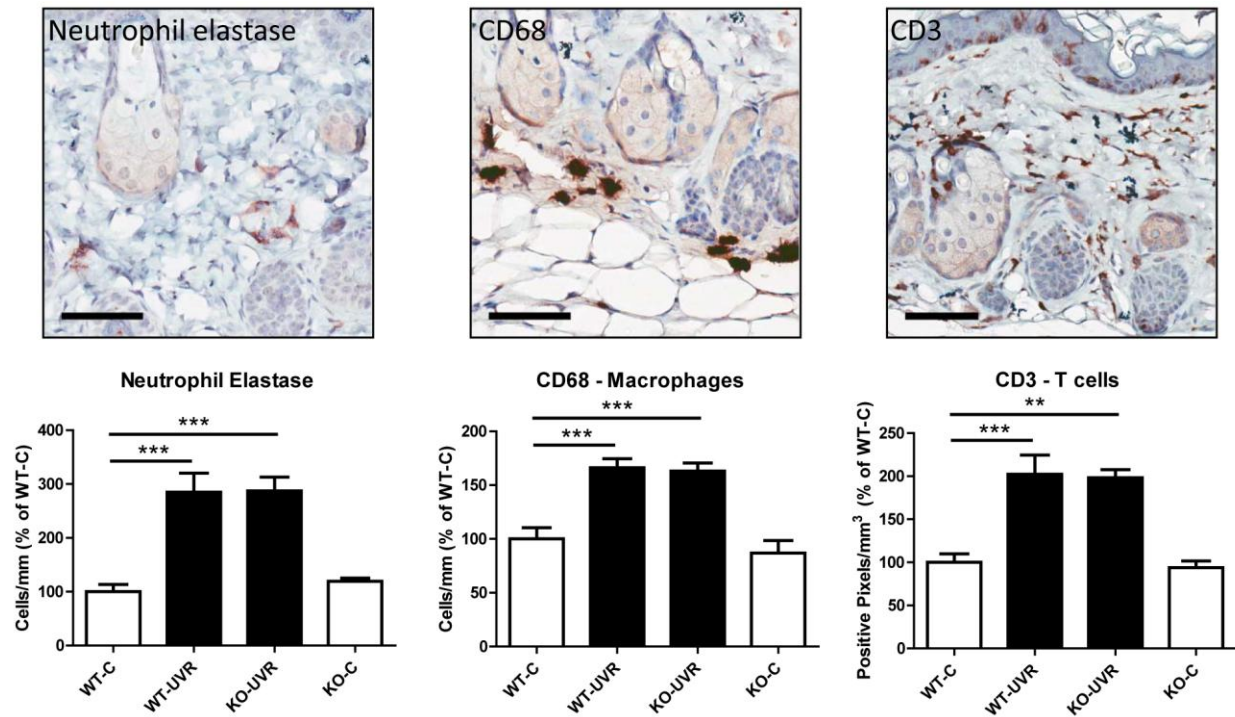 Neutrophil elastase
CD68
CD3
Neutrophil Elastase
Cells/mm (% of WT-C)
400
300
200
100
0
***
***
WT-C
WT-UVR
KO-UVR
KO-C
CD68 - Macrophages
Cells/mm (% of WT-C)
200
150
100
50
0
***
***
WT-C
WT-UVR
KO-UVR
KO-C
CD3 - T cells
Positive Pixels/mm³ (% of WT-C)
250
200
150
100
50
0
**
***
WT-C
WT-UVR
KO-UVR
KO-C